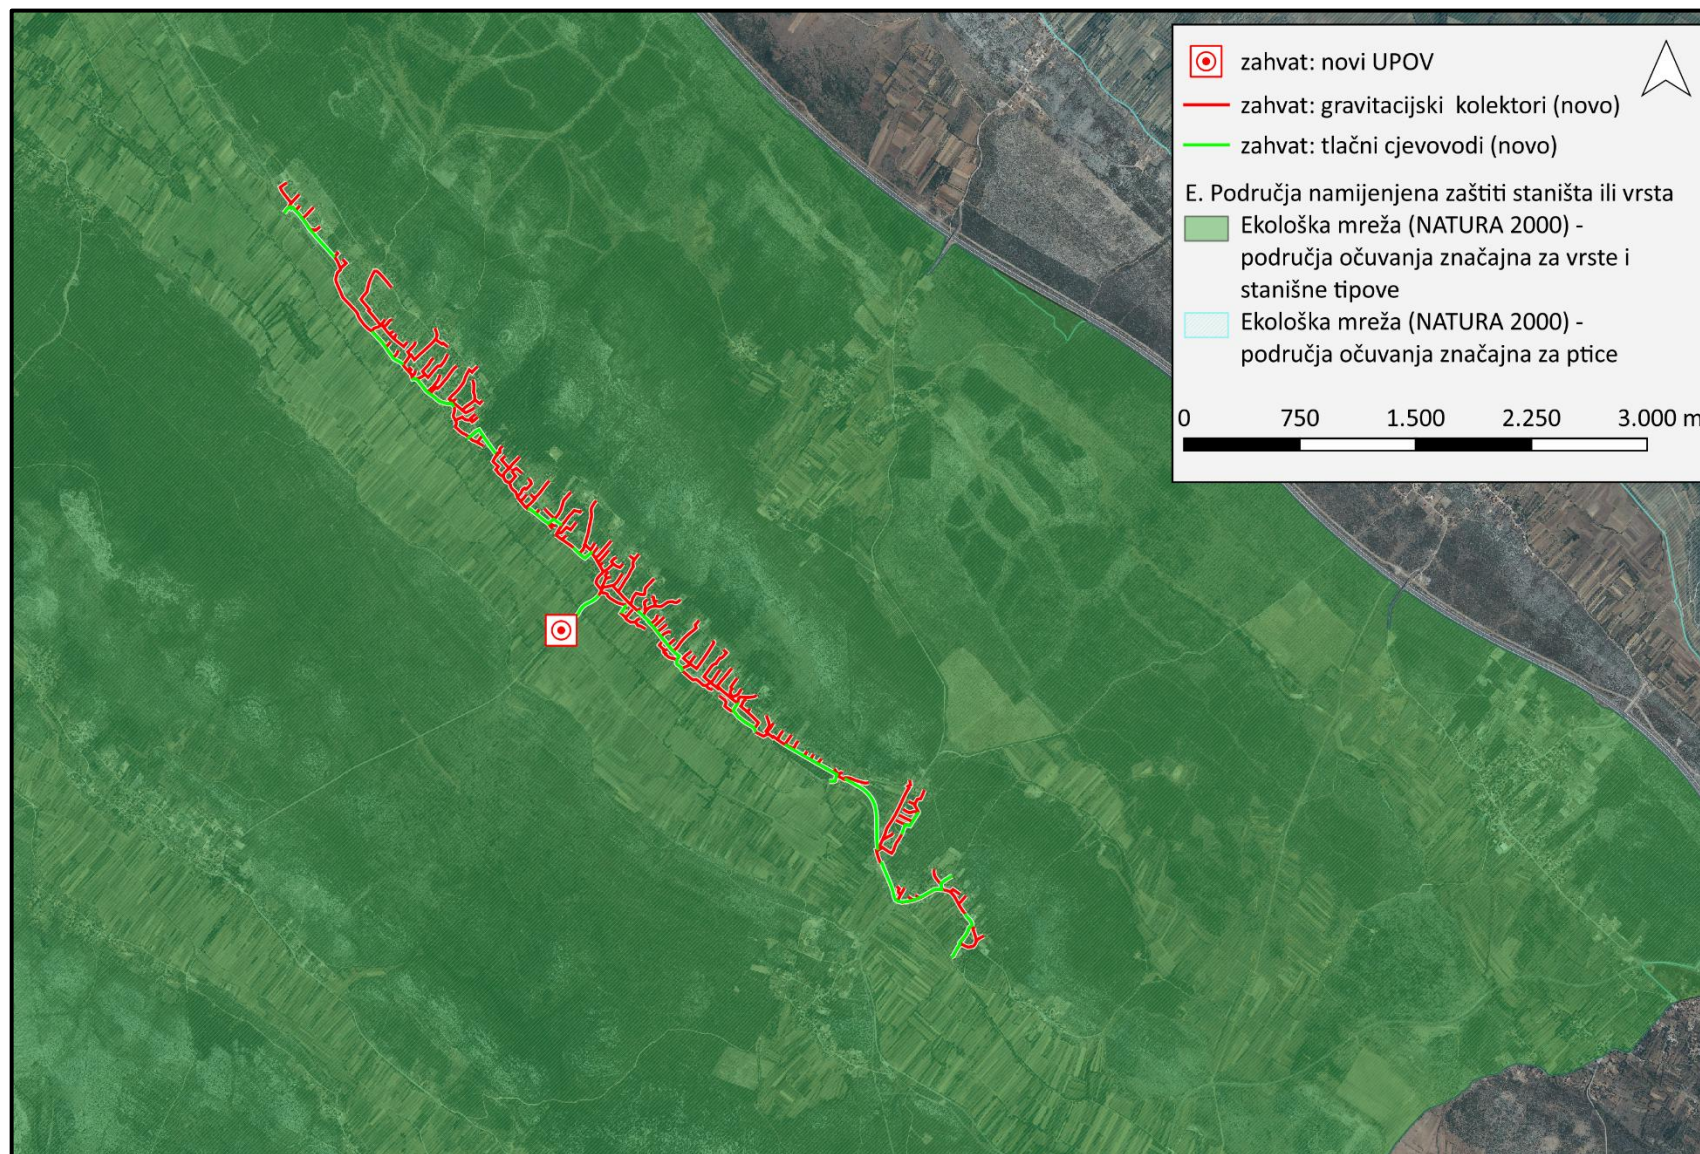 zahvat: novi UPOV
zahvat: gravitacijski kolektori (novo)
zahvat: tlačni cjevovodi (novo)
E. Područja namijenjena zaštiti staništa ili vrsta
Ekološka mreža (NATURA 2000) -
područja očuvanja značajna za vrste i
stanišne tipove
Ekološka mreža (NATURA 2000) -
područja očuvanja značajna za ptice
0 750 1.500 2.250 3.000 m